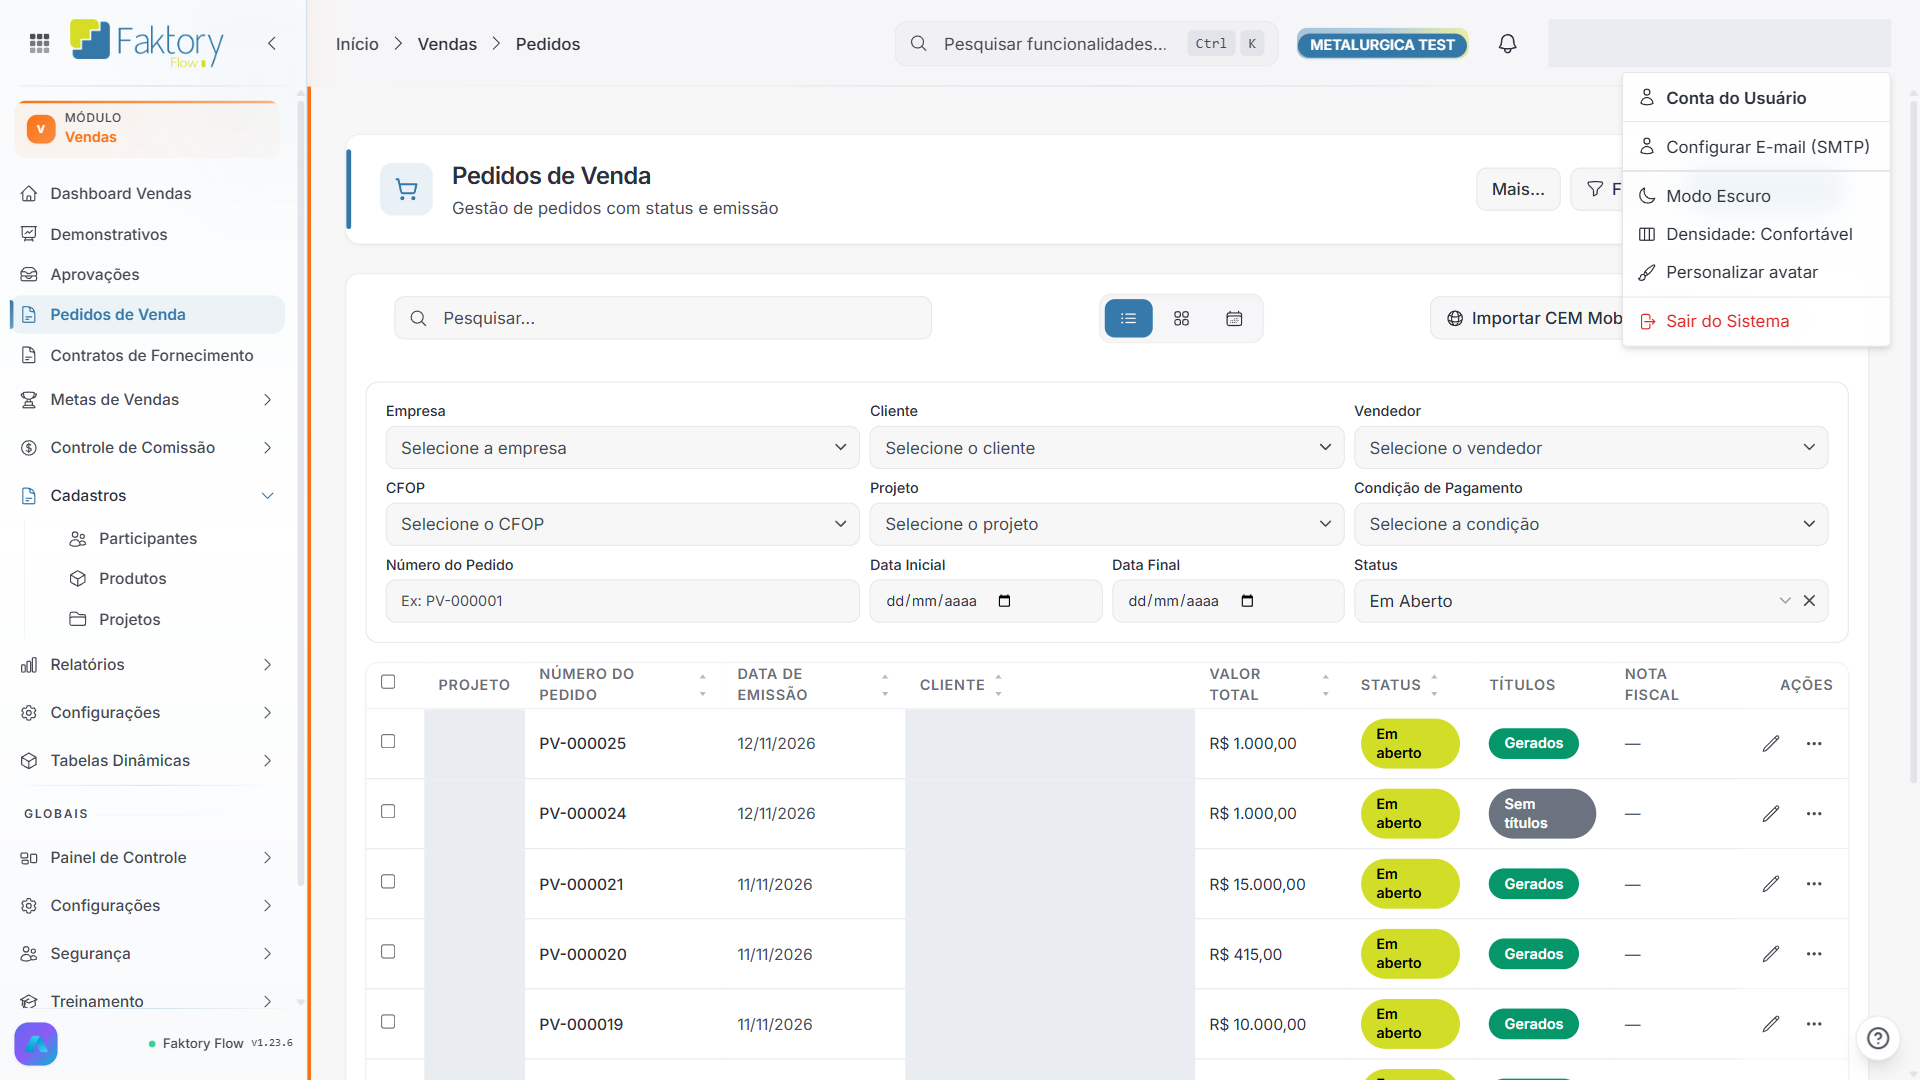 Faktory
Flow
Início > Vendas > Pedidos
Pesquisar funcionalidades... Ctrl K
METALURGICA TEST
MÓDULO
V
Vendas
Dashboard Vendas
Demonstrativos
Aprovações
Pedidos de Venda
Contratos de Fornecimento
Metas de Vendas
Controle de Comissão
Cadastros
Participantes
Produtos
Projetos
Relatórios
Configurações
Tabelas Dinâmicas
GLOBAIS
Painel de Controle
Configurações
Segurança
Treinamento
Faktory Flow v1.23.6
Conta do Usuário
Configurar E-mail (SMTP)
Modo Escuro
Densidade: Confortável
Personalizar avatar
Sair do Sistema
Pedidos de Venda
Gestão de pedidos com status e emissão
Mais... F
Pesquisar...
Importar CEM Mob
Empresa Cliente Vendedor
Selecione a empresa Selecione o cliente Selecione o vendedor
CFOP Projeto Condição de Pagamento
Selecione o CFOP Selecione o projeto Selecione a condição
Número do Pedido Data Inicial Data Final Status
Ex: PV-000001 dd/mm/aaaa dd/mm/aaaa Em Aberto
PROJETO NÚMERO DO PEDIDO DATA DE EMISSÃO CLIENTE VALOR TOTAL STATUS TÍTULOS NOTA FISCAL AÇÕES
PV-000025 12/11/2026 R$ 1.000,00 Em aberto Gerados —
PV-000024 12/11/2026 R$ 1.000,00 Em aberto Sem títulos —
PV-000021 11/11/2026 R$ 15.000,00 Em aberto Gerados —
PV-000020 11/11/2026 R$ 415,00 Em aberto Gerados —
PV-000019 11/11/2026 R$ 10.000,00 Em aberto Gerados —